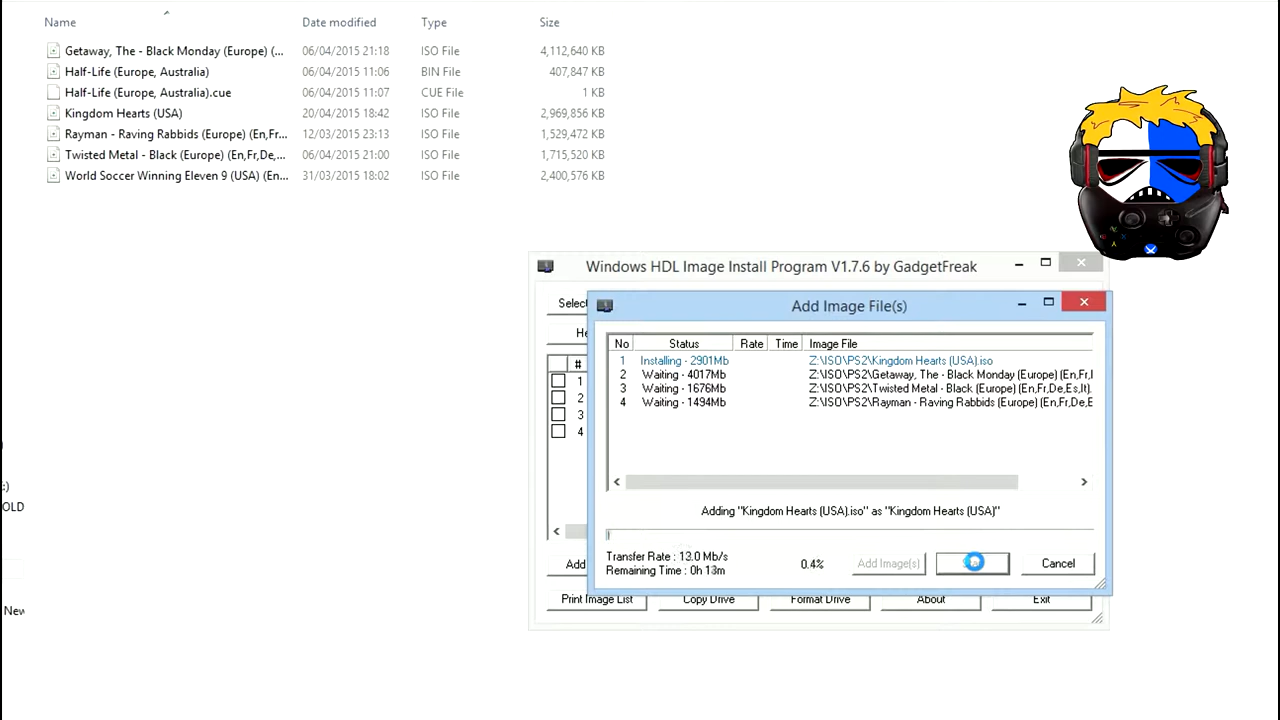 Name Date modified Type Size
Getaway, The - Black Monday (Europe) (... 06/04/2015 21:18 ISO File 4,112,640 KB
Half-Life (Europe, Australia) 06/04/2015 11:06 BIN File 407,847 KB
Half-Life (Europe, Australia).cue 06/04/2015 11:07 CUE File 1 KB
Kingdom Hearts (USA) 20/04/2015 18:42 ISO File 2,969,856 KB
Rayman - Raving Rabbids (Europe) (En,Fr... 12/03/2015 23:13 ISO File 1,529,472 KB
Twisted Metal - Black (Europe) (En,Fr,De,... 06/04/2015 21:00 ISO File 1,715,520 KB
World Soccer Winning Eleven 9 (USA) (En... 31/03/2015 18:02 ISO File 2,400,576 KB
Windows HDL Image Install Program V1.7.6 by GadgetFreak
Select
Add Image File(s)
He
No Status Rate Time Image File
#
1 Installing - 2901Mb Z:\ISO\PS2\Kingdom Hearts (USA).iso
2 Waiting - 4017Mb Z:\ISO\PS2\Getaway, The - Black Monday (Europe) (En,Fr,I
3 Waiting - 1676Mb Z:\ISO\PS2\Twisted Metal - Black (Europe) (En,Fr,De,Es,It).
4 Waiting - 1494Mb Z:\ISO\PS2\Rayman - Raving Rabbids (Europe) (En,Fr,De,E
1
2
3
4
:)
OLD
Adding "Kingdom Hearts (USA).iso" as "Kingdom Hearts (USA)"
Transfer Rate : 13.0 Mb/s
Remaining Time : 0h 13m
0.4%
Add Image(s)
Cancel
Add
Print Image List Copy Drive Format Drive About Exit
New